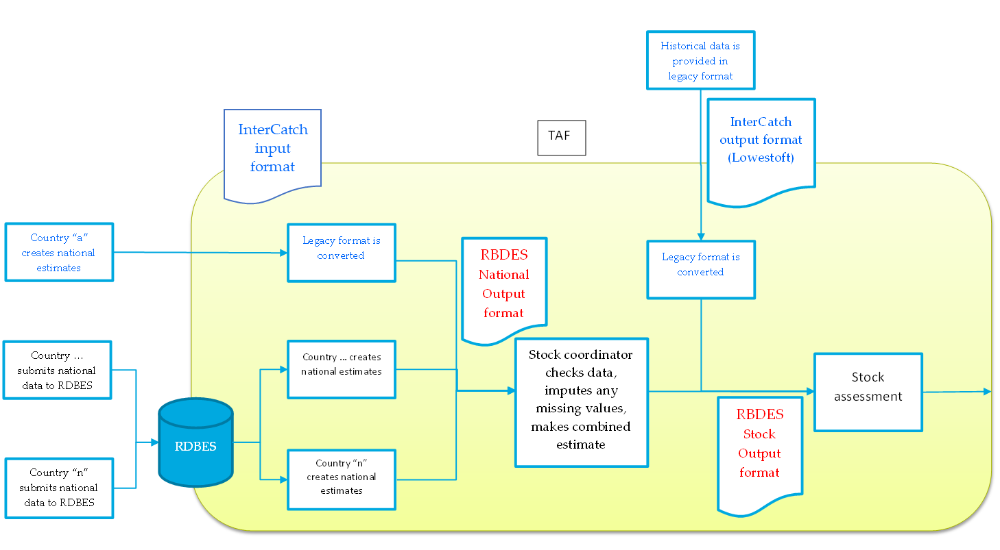 Historical data is
provided in
legacy format
InterCatch
input
format
TAF
InterCatch
output format
(Lowestoft)
Country “a”
creates national
estimates
Legacy format is
converted
RBDES
National
Output
format
Legacy format is
converted
Country ...
submits national
data to RDBES
Country ... creates
national estimates
Stock coordinator
checks data,
imputes any
missing values,
makes combined
estimate
Stock
assessment
RDBES
RBDES
Stock
Output
format
Country “n”
submits national
data to RDBES
Country “n”
creates national
estimates